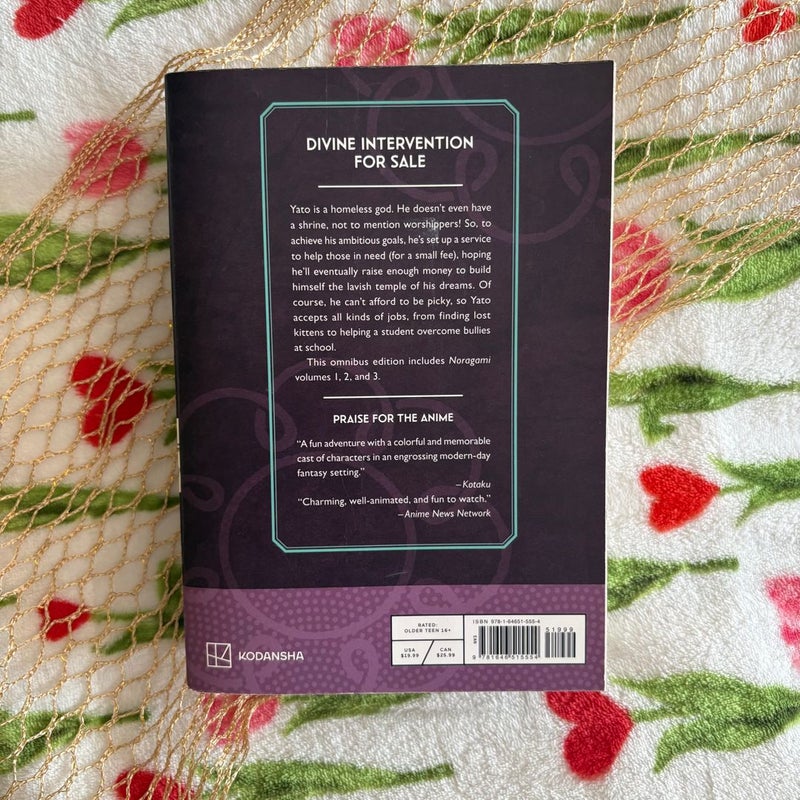 DIVINE INTERVENTION
FOR SALE
Yato is a homeless god. He doesn't even have
a shrine, not to mention worshippers! So, to
achieve his ambitious goals, he's set up a service
to help those in need (for a small fee), hoping
he'll eventually raise enough money to build
himself the lavish temple of his dreams. Of
course, he can't afford to be picky, so Yato
accepts all kinds of jobs, from finding lost
kittens to helping a student overcome bullies
at school.
This omnibus edition includes Noragami
volumes 1, 2, and 3.
PRAISE FOR THE ANIME
"A fun adventure with a colorful and memorable
cast of characters in an engrossing modern-day
fantasy setting."
–Kotaku
"Charming, well-animated, and fun to watch."
–Anime News Network
KODANSHA
RATED:
OLDER TEEN 16+
USA
$19.99
CAN
$25.99
ISBN 978-1-64651-555-4
51999
EAN
9 781646 515554